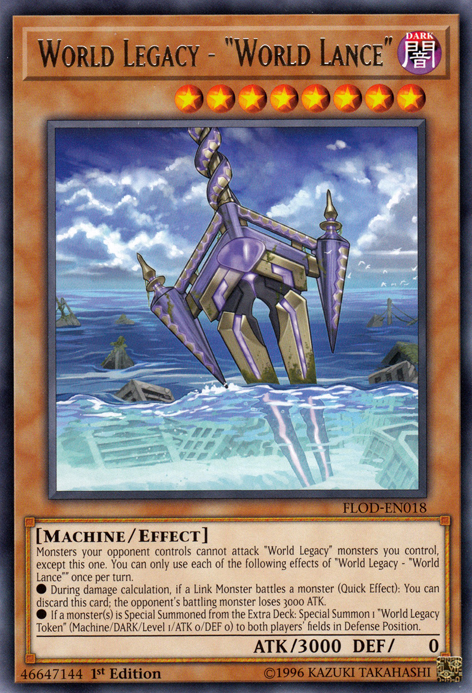 World Legacy - "World Lance"
DARK
闇
FLOD-EN018
[Machine/Effect]
Monsters your opponent controls cannot attack "World Legacy" monsters you control,
except this one. You can only use each of the following effects of "World Legacy - "World
Lance"" once per turn.
● During damage calculation, if a Link Monster battles a monster (Quick Effect): You can
discard this card; the opponent's battling monster loses 3000 ATK.
● If a monster(s) is Special Summoned from the Extra Deck: Special Summon 1 "World Legacy
Token" (Machine/DARK/Level 1/ATK 0/DEF 0) to both players' fields in Defense Position.
ATK/3000 DEF/ 0
46647144 1st Edition ©1996 KAZUKI TAKAHASHI